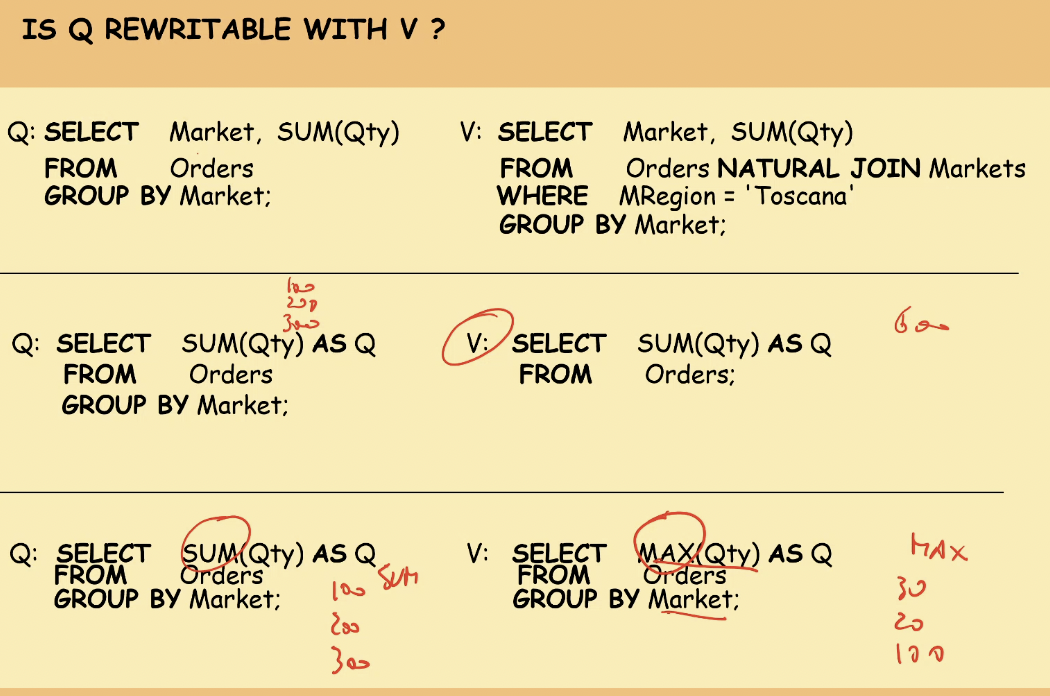 IS Q REWRITABLE WITH V ?
Q: SELECT Market, SUM(Qty)
FROM Orders
GROUP BY Market;
V: SELECT Market, SUM(Qty)
FROM Orders NATURAL JOIN Markets
WHERE MRegion = 'Toscana'
GROUP BY Market;
100
200
300
Q: SELECT SUM(Qty) AS Q
FROM Orders
GROUP BY Market;
V: SELECT SUM(Qty) AS Q
FROM Orders;
600
Q: SELECT SUM(Qty) AS Q
FROM Orders
GROUP BY Market;
SUM
100
200
300
V: SELECT MAX(Qty) AS Q
FROM Orders
GROUP BY Market;
MAX
30
20
100